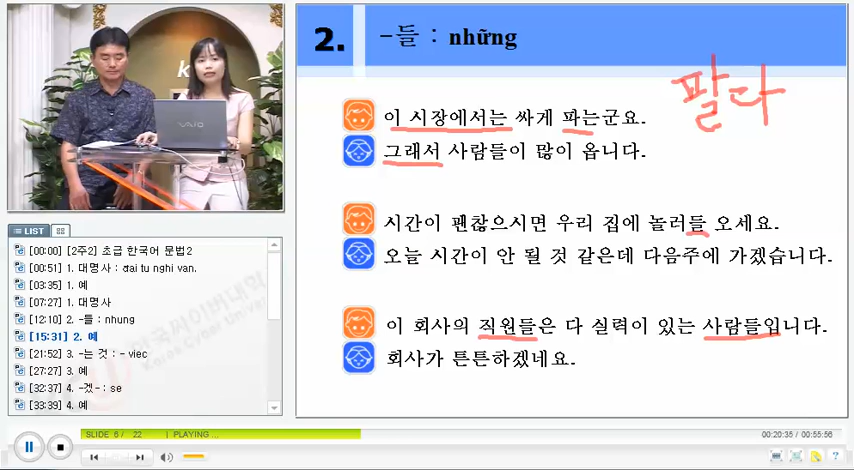 2. -들 : những
팔다
이 시장에서는 싸게 파는군요.
그래서 사람들이 많이 옵니다.
시간이 괜찮으시면 우리 집에 놀러들 오세요.
오늘 시간이 안 될 것 같은데 다음주에 가겠습니다.
이 회사의 직원들은 다 실력이 있는 사람들입니다.
회사가 튼튼하겠네요.
VAIO
LIST
[00:00] [2주2] 초급 한국어 문법2
[00:51] 1. 대명사 : đai tu nghi van.
[03:35] 1. 예
[07:27] 1. 대명사
[12:10] 2. -들 : nhung
[15:31] 2. 예
[21:52] 3. -는 것 : - viec
[27:27] 3. 예
[32:37] 4. -겠- : se
[33:39] 4. 예
SLIDE 6 / 22 | PLAYING ... 00:20:35 / 00:55:56